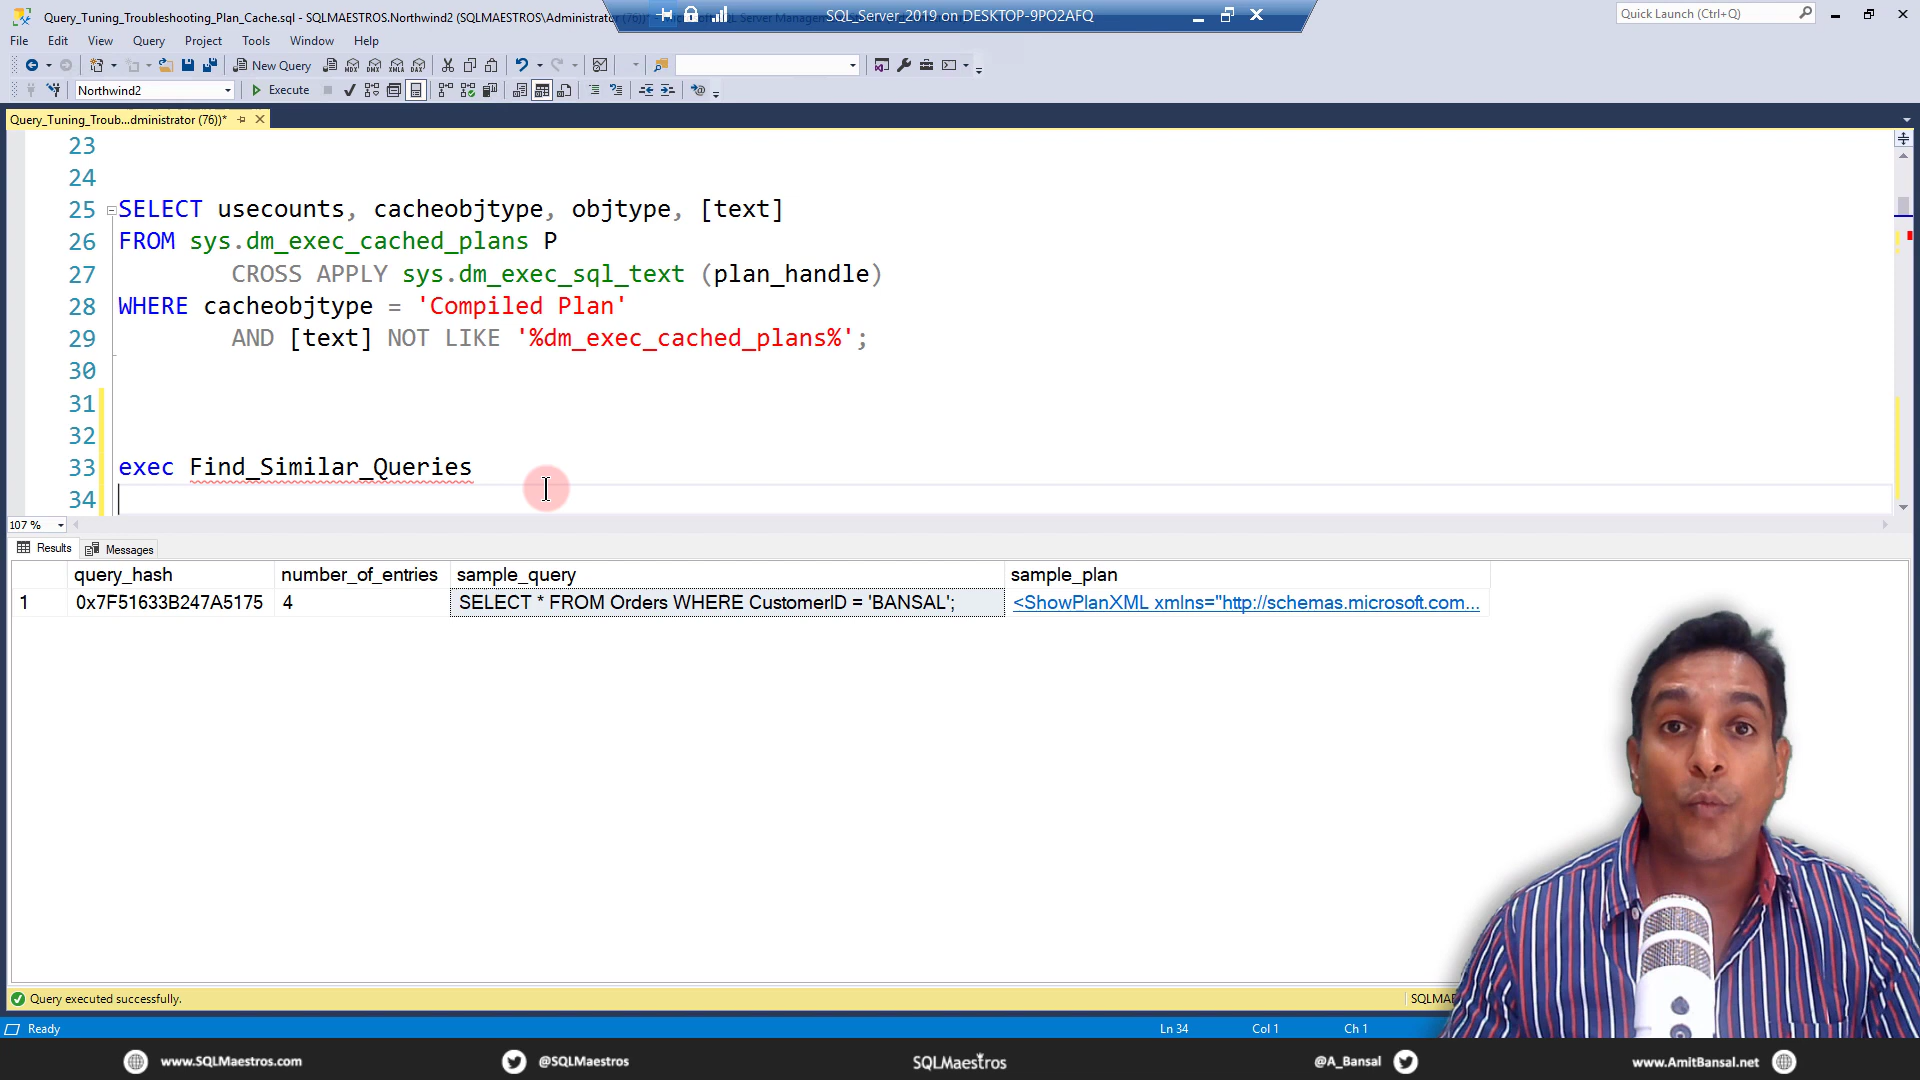 Query_Tuning_Troubleshooting_Plan_Cache.sql - SQLMAESTROS.Northwind2 (SQLMAESTROS\Administrator
SQL_Server_2019 on DESKTOP-9PO2AFQ
Quick Launch (Ctrl+Q)
File Edit View Query Project Tools Window Help
New Query
Northwind2
Execute
Query_Tuning_Troub...dministrator (76))*
23
24
25 SELECT usecounts, cacheobjtype, objtype, [text]
26 FROM sys.dm_exec_cached_plans P
27 CROSS APPLY sys.dm_exec_sql_text (plan_handle)
28 WHERE cacheobjtype = 'Compiled Plan'
29 AND [text] NOT LIKE '%dm_exec_cached_plans%';
30
31
32
33 exec Find_Similar_Queries
34
107 %
Results Messages
query_hash number_of_entries sample_query sample_plan
1 0x7F51633B247A5175 4 SELECT * FROM Orders WHERE CustomerID = 'BANSAL'; <ShowPlanXML xmlns="http://schemas.microsoft.com...
Query executed successfully.
SQLMAE
Ready Ln 34 Col 1 Ch 1
www.SQLMaestros.com @SQLMaestros SQLMaestros @A_Bansal www.AmitBansal.net